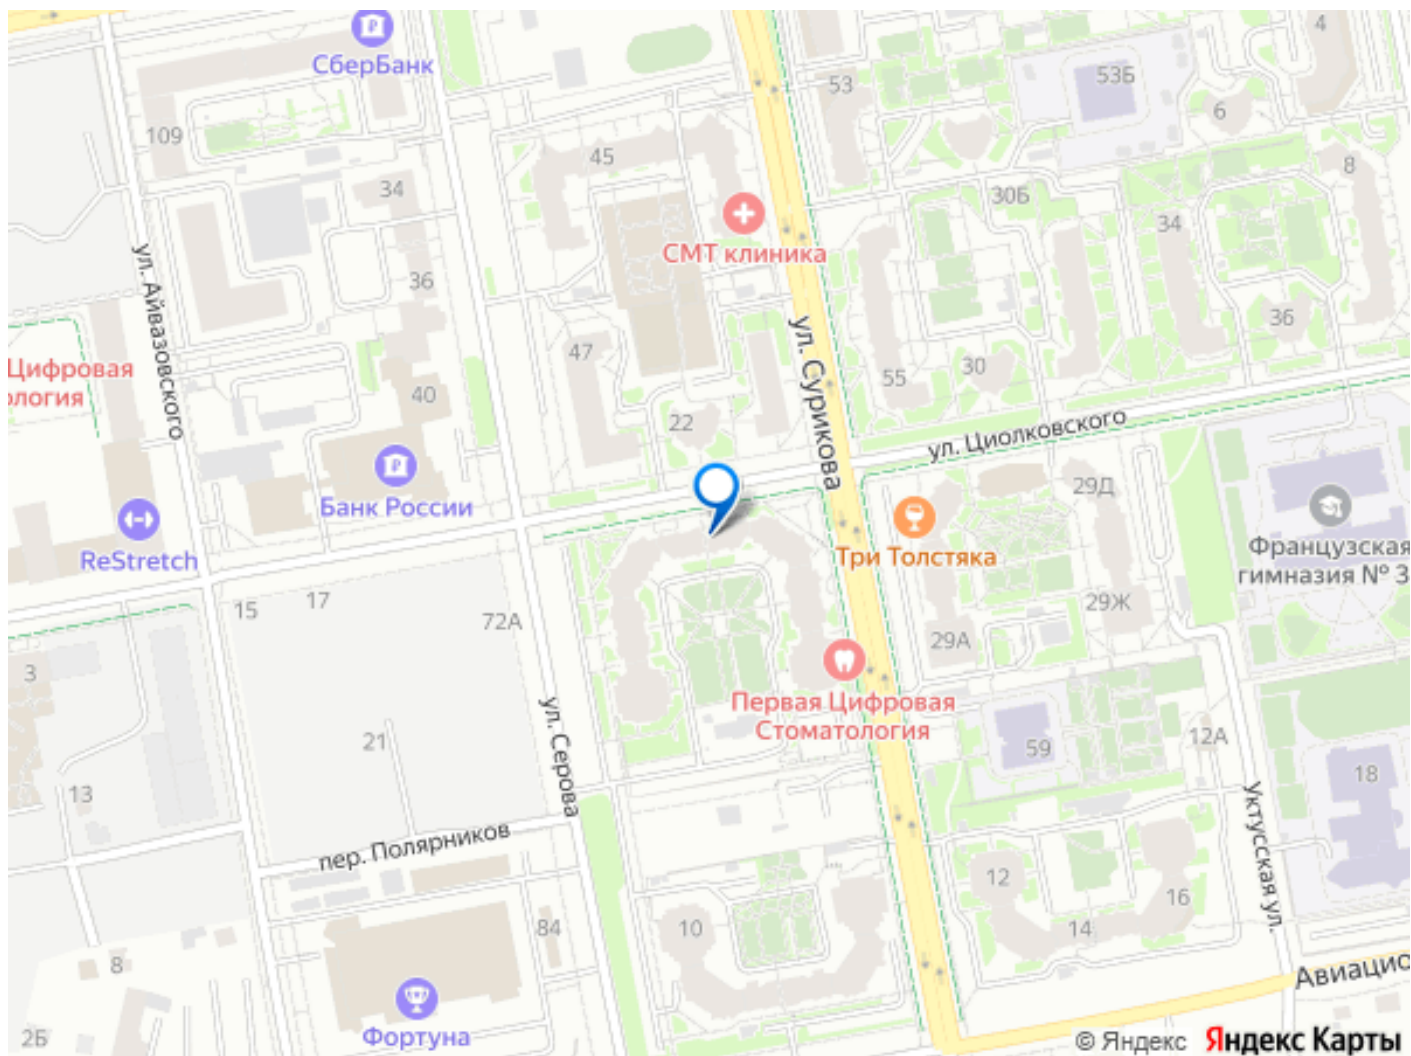 СберБанк
4
53
53Б
6
109
45
8
34
30Б
34
СМТ клиника
36
ул. Айвазовского
36
ул. Сурикова
47
30
Цифровая
ология
55
40
22
ул. Циолковского
Банк России
29Д
ReStretch
Три Толстяка
Французская
гимназия № 3
15
17
72А
29Ж
29А
3
Первая Цифровая
Стоматология
ул. Серова
21
59
12А
18
13
пер. Полярников
Уктусская ул.
12
16
10
84
14
8
Авиацио
Фортуна
2Б
© Яндекс Яндекс Карты